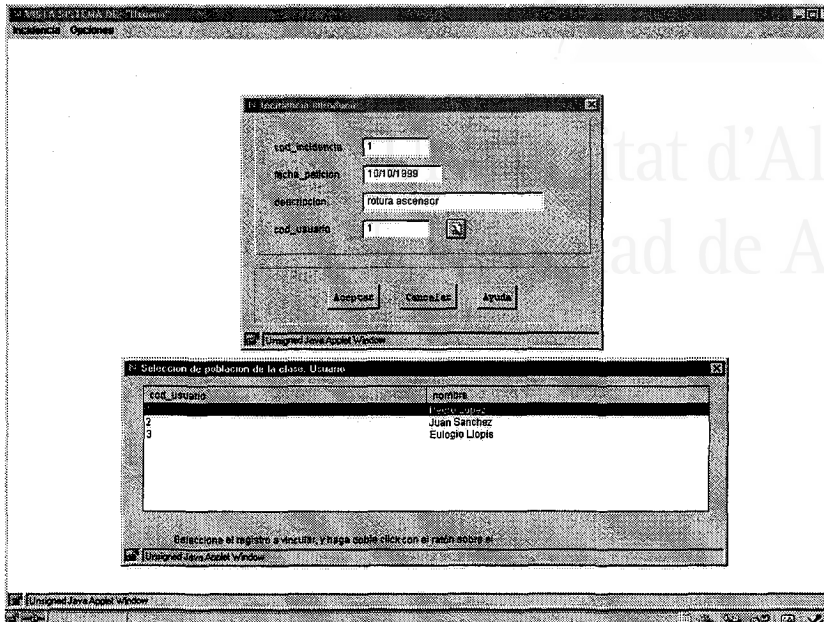 VISTA SISTEMA DE: "Usuario"
Incidencia Opciones
Incidencia Introducir
cod_incidencia 1
fecha_peticion 10/10/1999
descripcion rotura ascensor
cod_usuario 1
Aceptar Cancelar Ayuda
Unsigned Java Applet Window
Seleccion de poblacion de la clase: Usuario
cod_usuario nombre
1 Pedro Lopez
2 Juan Sanchez
3 Eulogio Llopis
Seleccione el registro a vincular, y haga doble click con el ratón sobre el
Unsigned Java Applet Window
Unsigned Java Applet Window
tat d'Al
ad de A